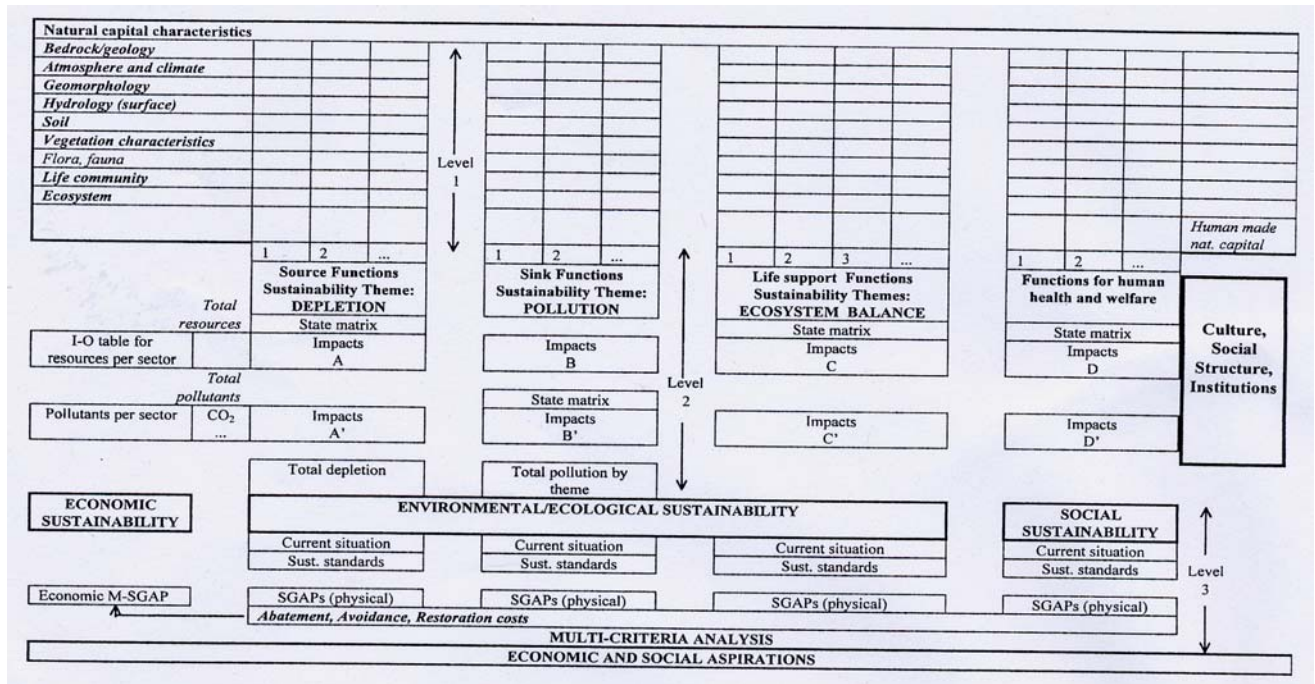 Natural capital characteristics
Bedrock/geology
Atmosphere and climate
Geomorphology
Hydrology (surface)
Soil
Vegetation characteristics
Flora, fauna
Life community
Ecosystem
Level
1
Human made
nat. capital
1 2 ...
1 2 ...
1 2 3 ...
1 2 ...
Source Functions
Sustainability Theme:
DEPLETION
State matrix
Sink Functions
Sustainability Theme:
POLLUTION
Life support Functions
Sustainability Themes:
ECOSYSTEM BALANCE
State matrix
Functions for human
health and welfare
State matrix
Culture,
Social
Structure,
Institutions
Total
resources
I-O table for
resources per sector
Impacts
A
Impacts
B
Impacts
C
Impacts
D
Level
2
Total
pollutants
Pollutants per sector
CO2
...
Impacts
A'
State matrix
Impacts
B'
Impacts
C'
Impacts
D'
Total depletion
Total pollution by
theme
ECONOMIC
SUSTAINABILITY
ENVIRONMENTAL/ECOLOGICAL SUSTAINABILITY
SOCIAL
SUSTAINABILITY
Current situation
Sust. standards
Current situation
Sust. standards
Current situation
Sust. standards
Current situation
Sust. standards
Level
3
Economic M-SGAP
SGAPs (physical)
SGAPs (physical)
SGAPs (physical)
SGAPs (physical)
Abatement, Avoidance, Restoration costs
MULTI-CRITERIA ANALYSIS
ECONOMIC AND SOCIAL ASPIRATIONS